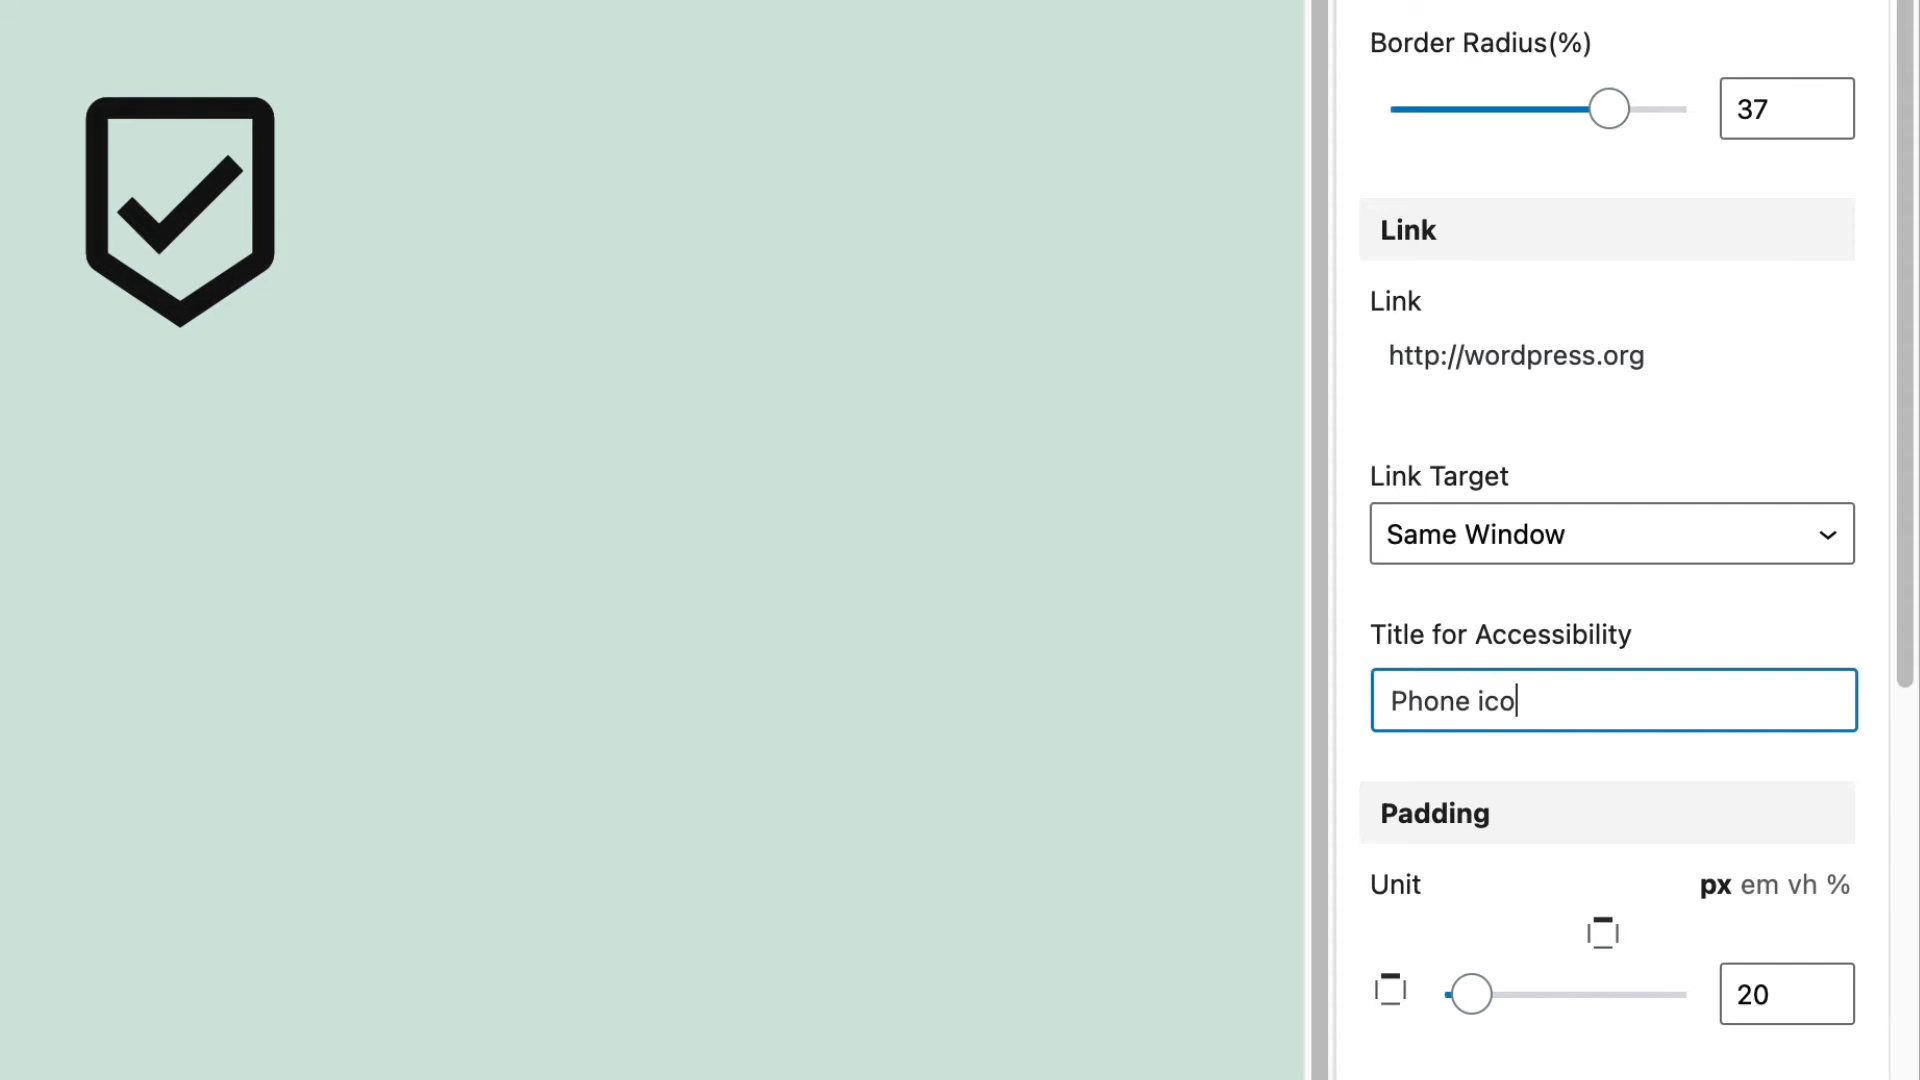 Border Radius(%)
37
Link
Link
http://wordpress.org
Link Target
Same Window
Title for Accessibility
Phone ico
Padding
Unit px em vh %
20